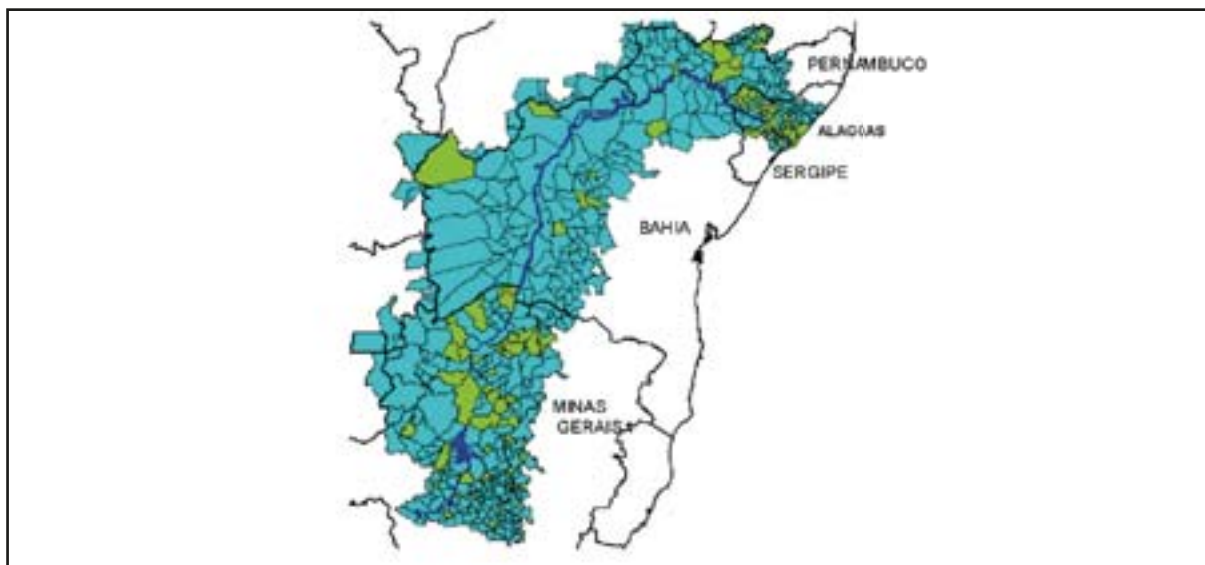 PERNAMBUCO
ALAGOAS
SERGIPE
BAHIA
MINAS
GERAIS